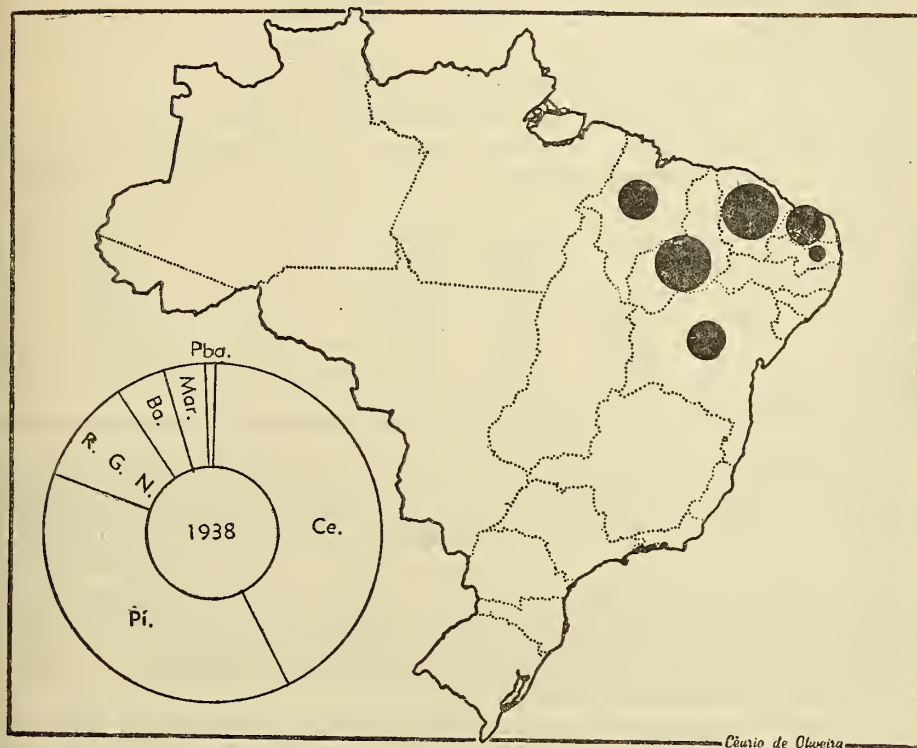 Pba.
Mar.
Ba.
R. G. N.
1938
Ce.
Pí.
Cêurio de Oliveira